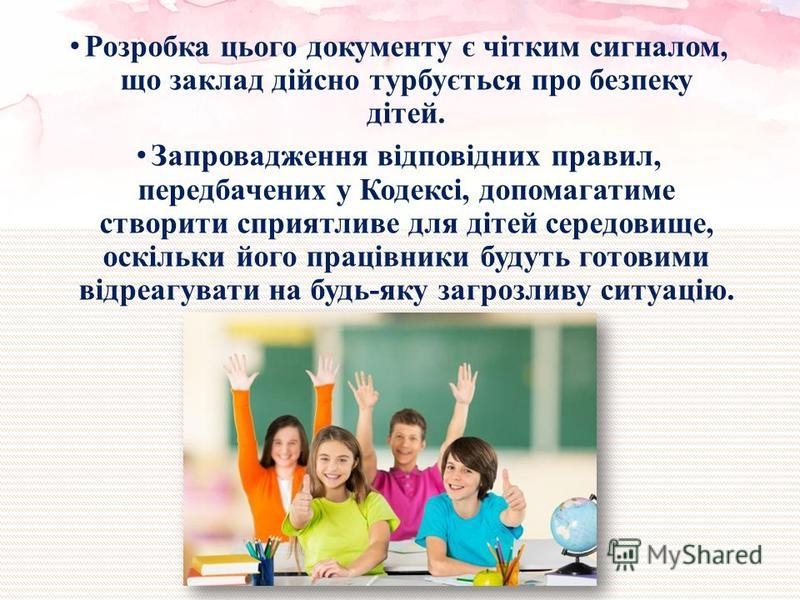 • Розробка цього документу є чітким сигналом,
що заклад дійсно турбується про безпеку
дітей.
• Запровадження відповідних правил,
передбачених у Кодексі, допомагатиме
створити сприятливе для дітей середовище,
оскільки його працівники будуть готовими
відреагувати на будь-яку загрозливу ситуацію.
MyShared